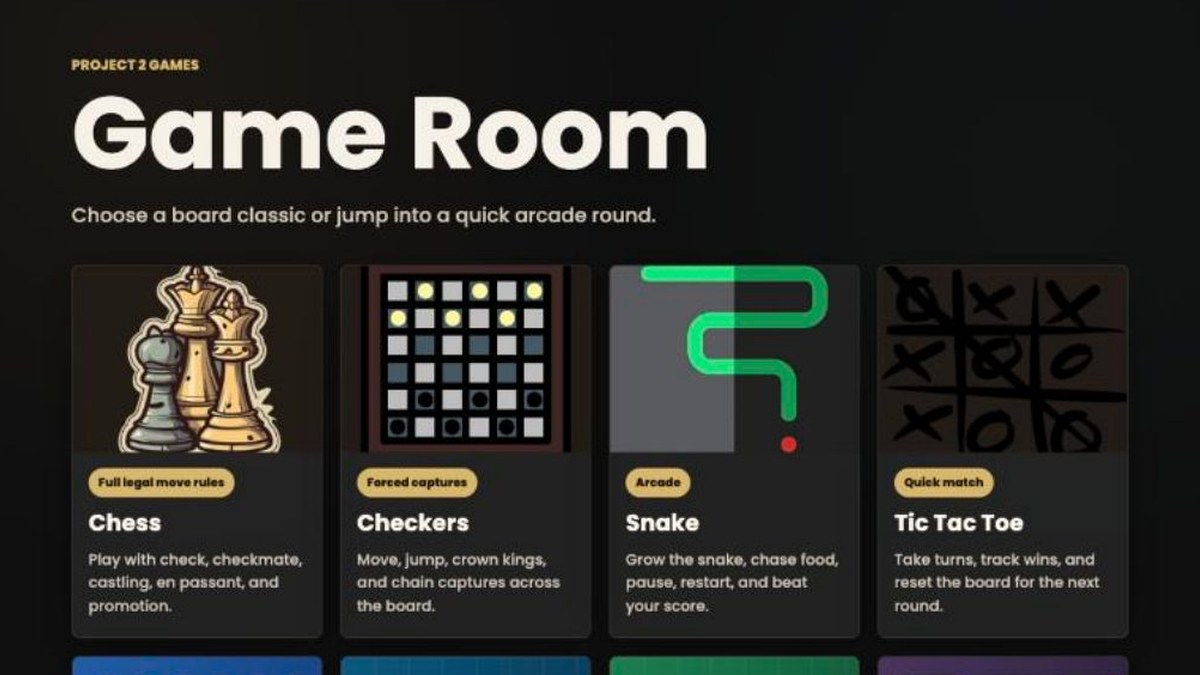 PROJECT 2 GAMES
Game Room
Choose a board classic or jump into a quick arcade round.
Full legal move rules
Chess
Play with check, checkmate,
castling, en passant, and
promotion.
Forced captures
Checkers
Move, jump, crown kings,
and chain captures across
the board.
Arcade
Snake
Grow the snake, chase food,
pause, restart, and beat
your score.
Quick match
Tic Tac Toe
Take turns, track wins, and
reset the board for the next
round.